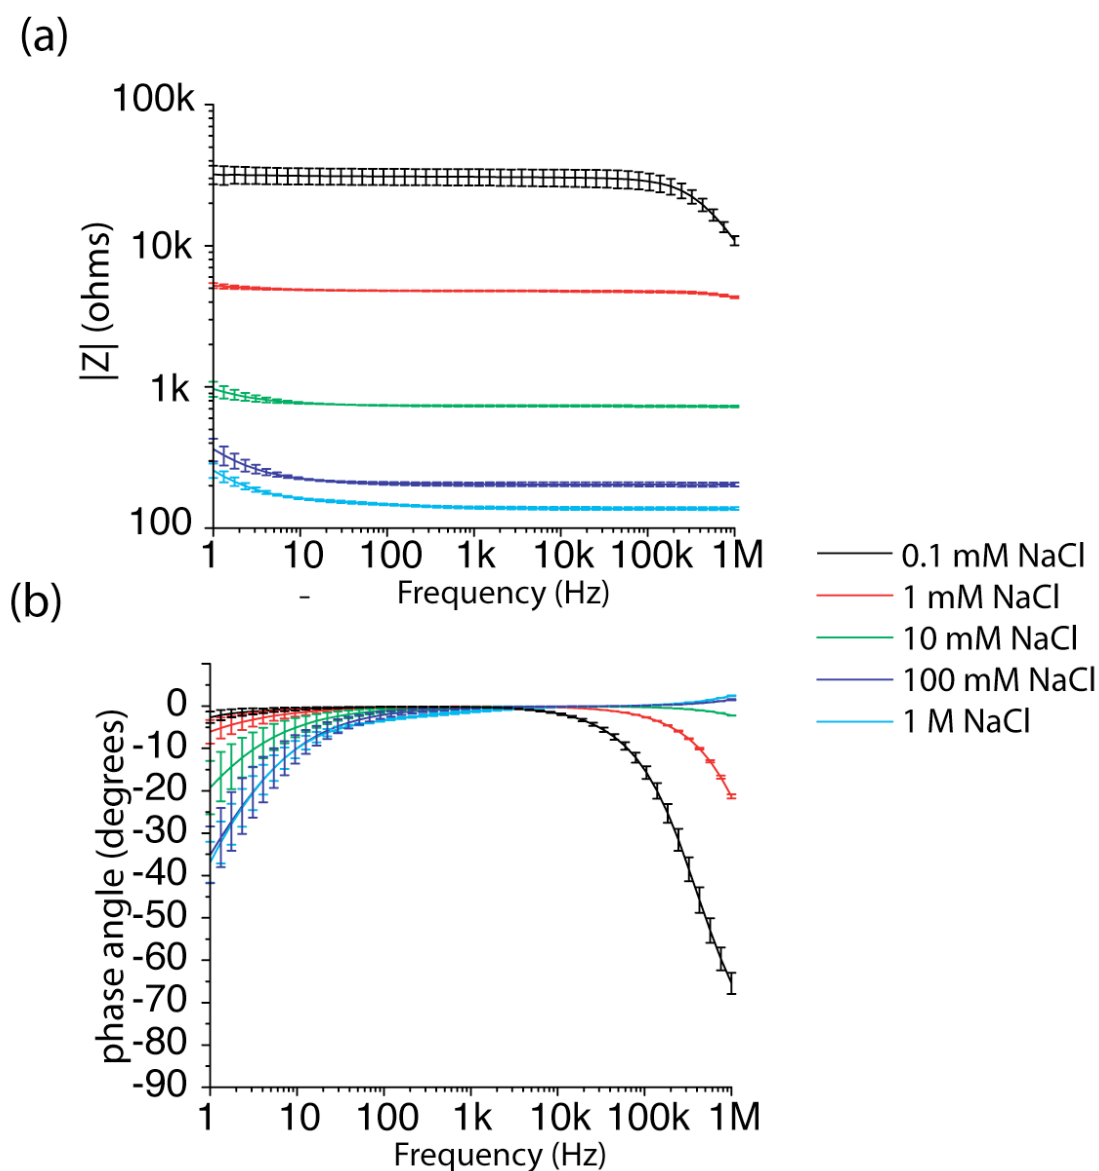 (a)
100k
10k
1k
100
|Z| (ohms)
1 10 100 1k 10k 100k 1M
Frequency (Hz)
0.1 mM NaCl
1 mM NaCl
10 mM NaCl
100 mM NaCl
1 M NaCl
(b)
0
-10
-20
-30
-40
-50
-60
-70
-80
-90
phase angle (degrees)
1 10 100 1k 10k 100k 1M
Frequency (Hz)